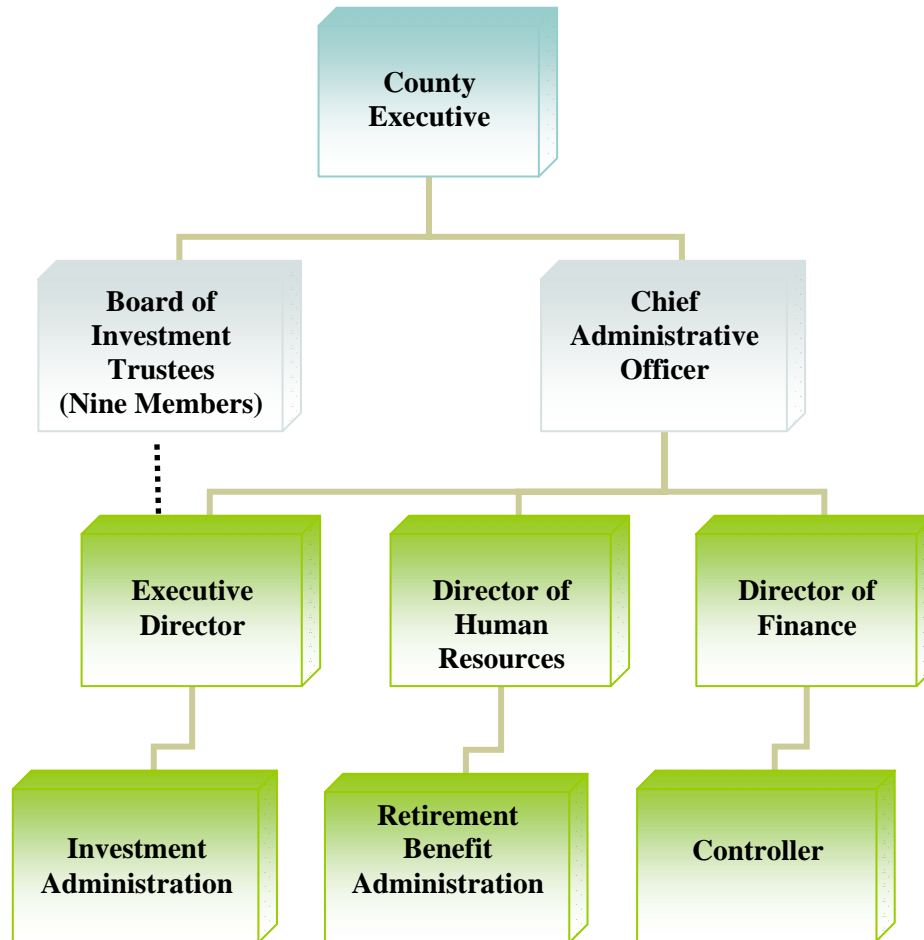 County
Executive
Board of
Investment
Trustees
(Nine Members)
Chief
Administrative
Officer
Executive
Director
Director of
Human
Resources
Director of
Finance
Investment
Administration
Retirement
Benefit
Administration
Controller